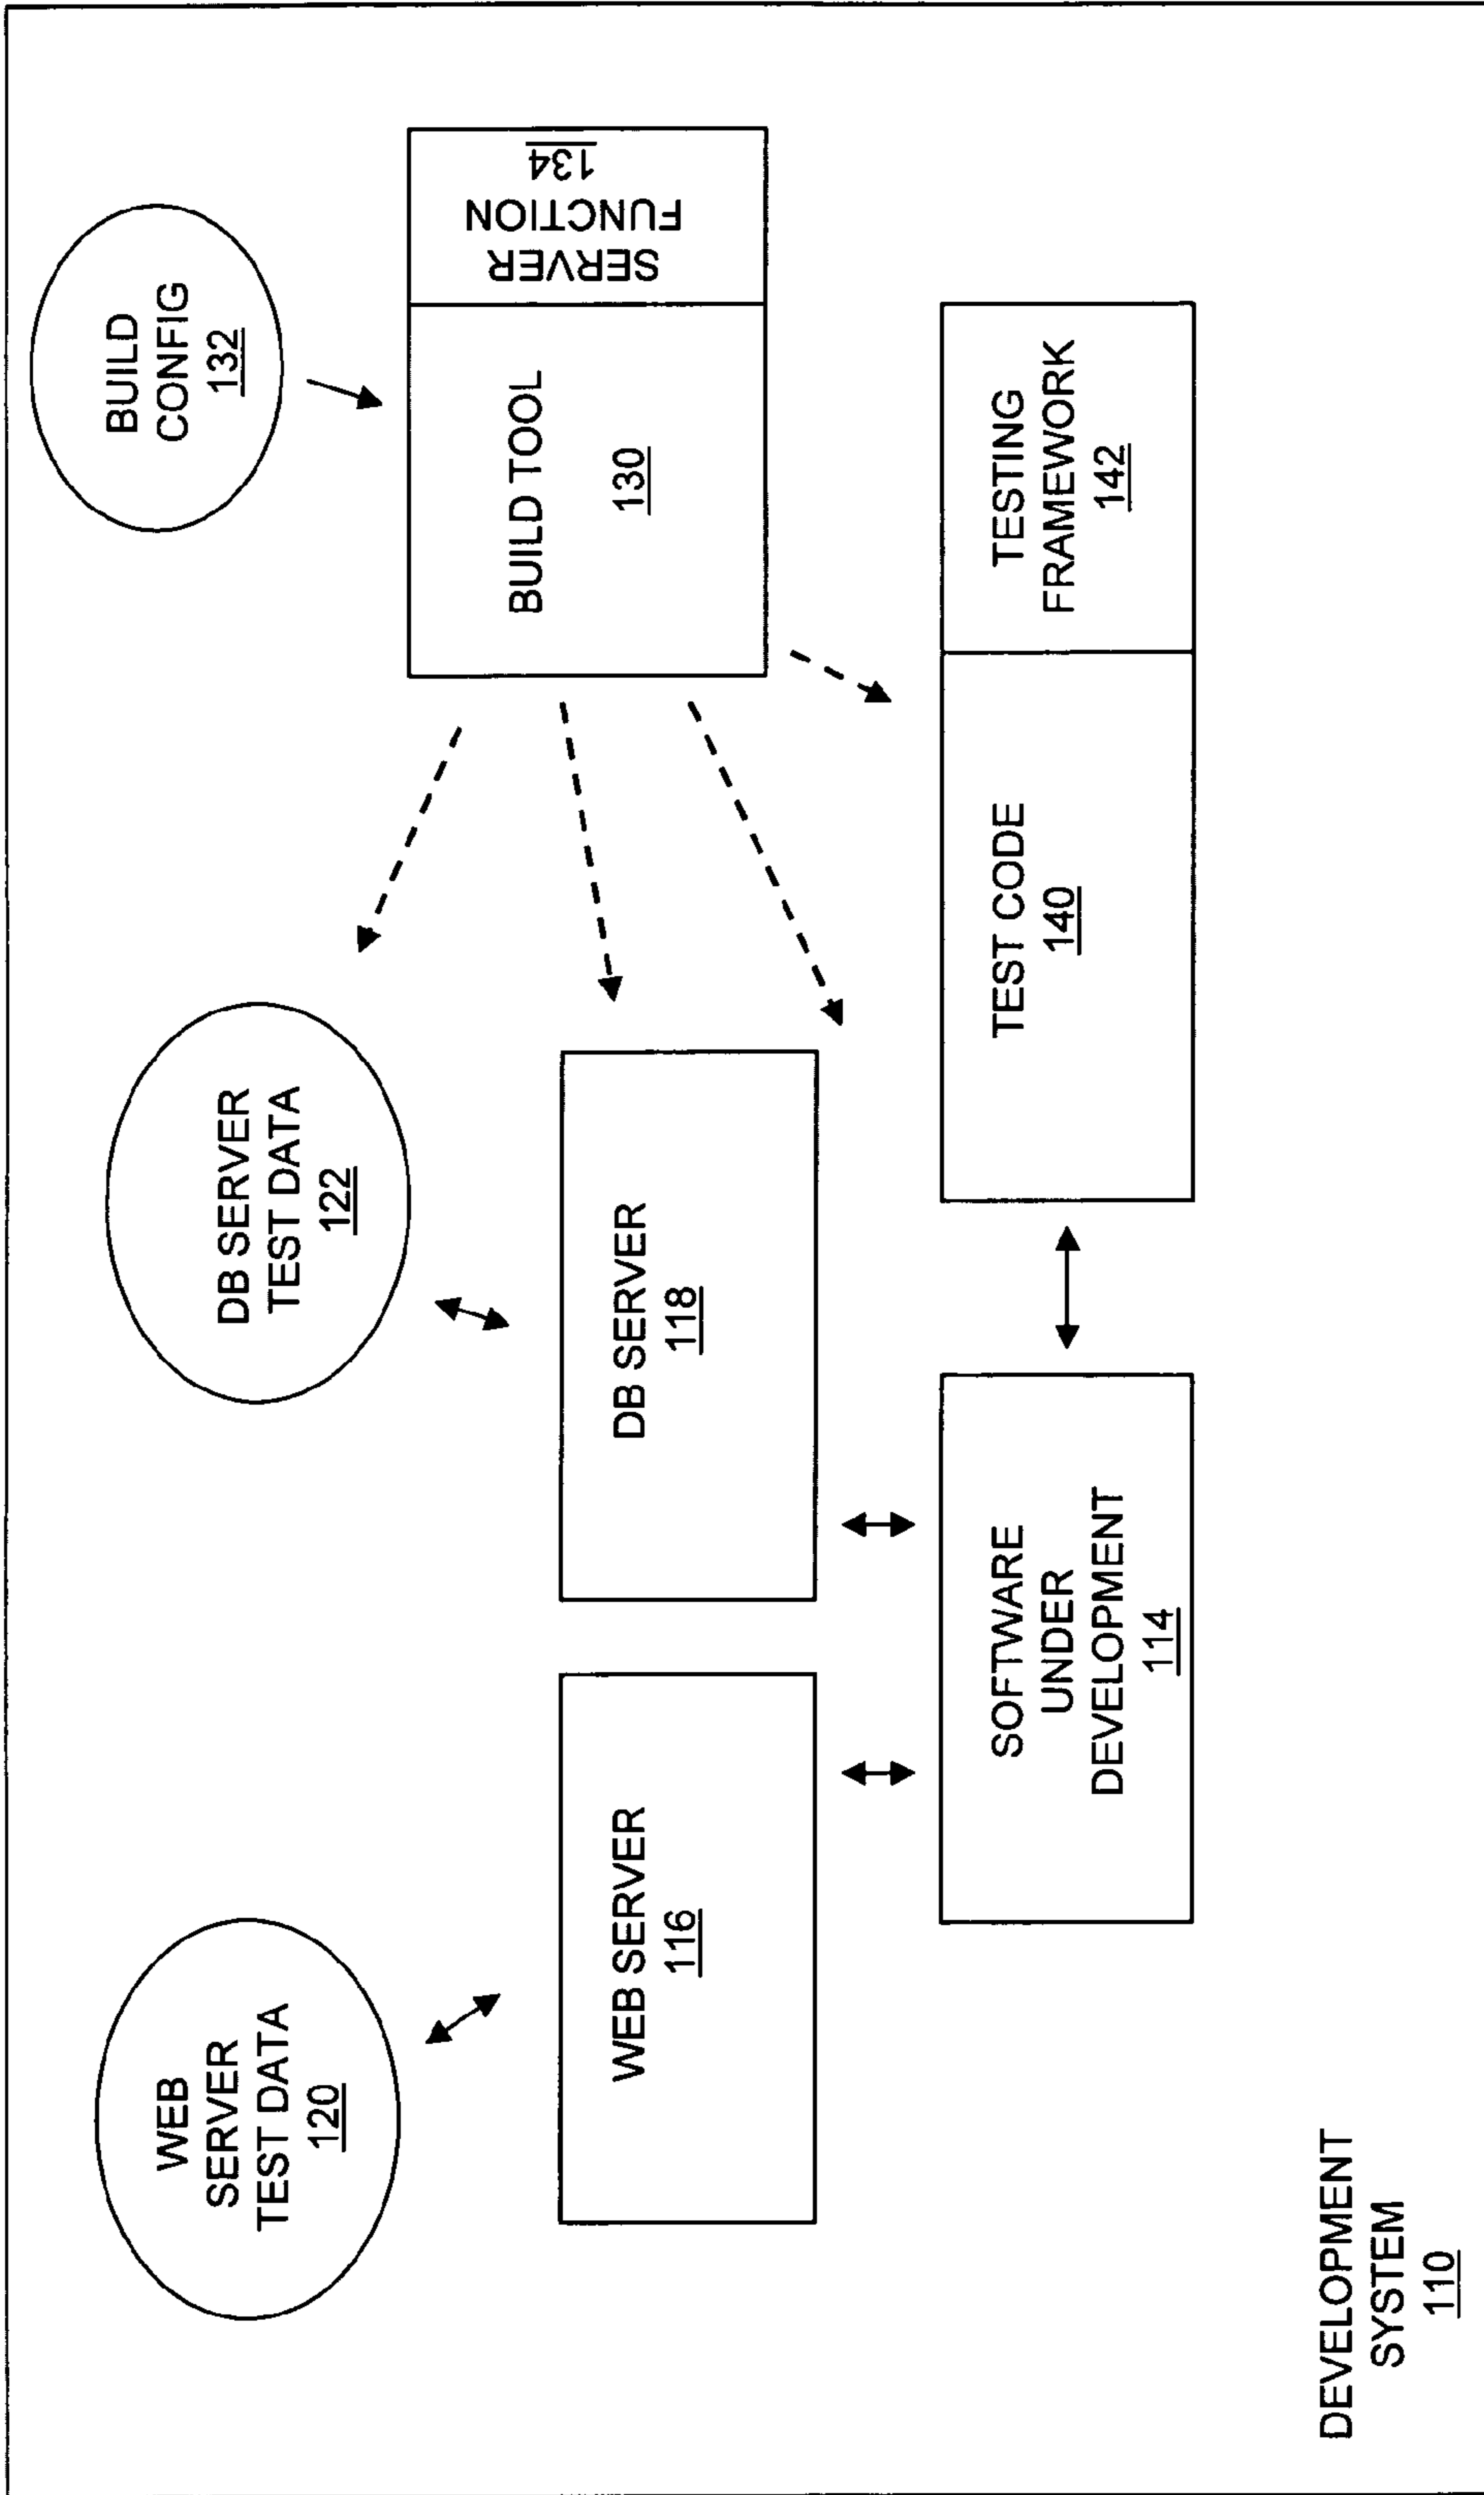 WEB
SERVER
TEST DATA
120
DB SERVER
TEST DATA
122
BUILD
CONFIG
132
WEB SERVER
116
DB SERVER
118
BUILD TOOL
130
SERVER
FUNCTION
134
SOFTWARE
UNDER
DEVELOPMENT
114
TEST CODE
140
TESTING
FRAMEWORK
142
DEVELOPMENT
SYSTEM
110